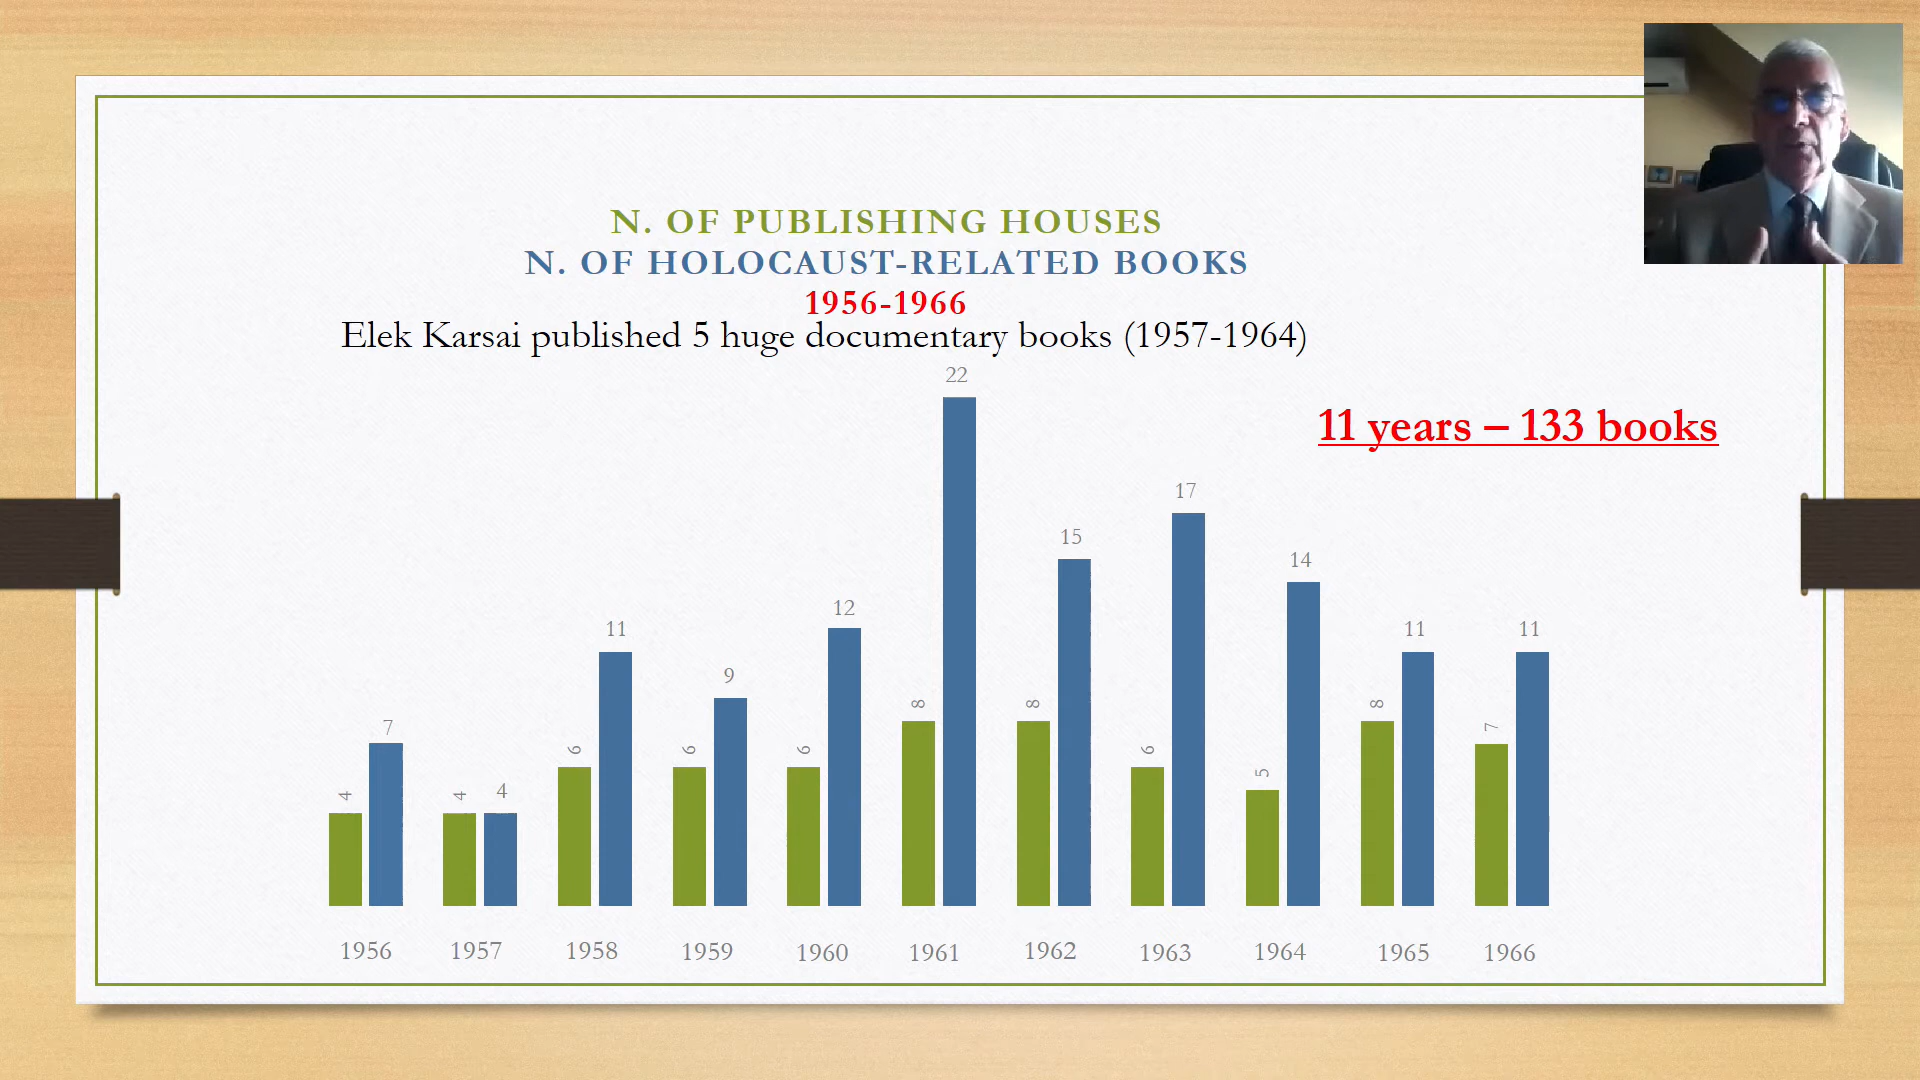 N. OF PUBLISHING HOUSES
N. OF HOLOCAUST-RELATED BOOKS
1956-1966
Elek Karsai published 5 huge documentary books (1957-1964)
11 years – 133 books
4 7 4 4 6 11 6 9 6 12 8 22 8 15 6 17 5 14 8 11 7 11
1956 1957 1958 1959 1960 1961 1962 1963 1964 1965 1966